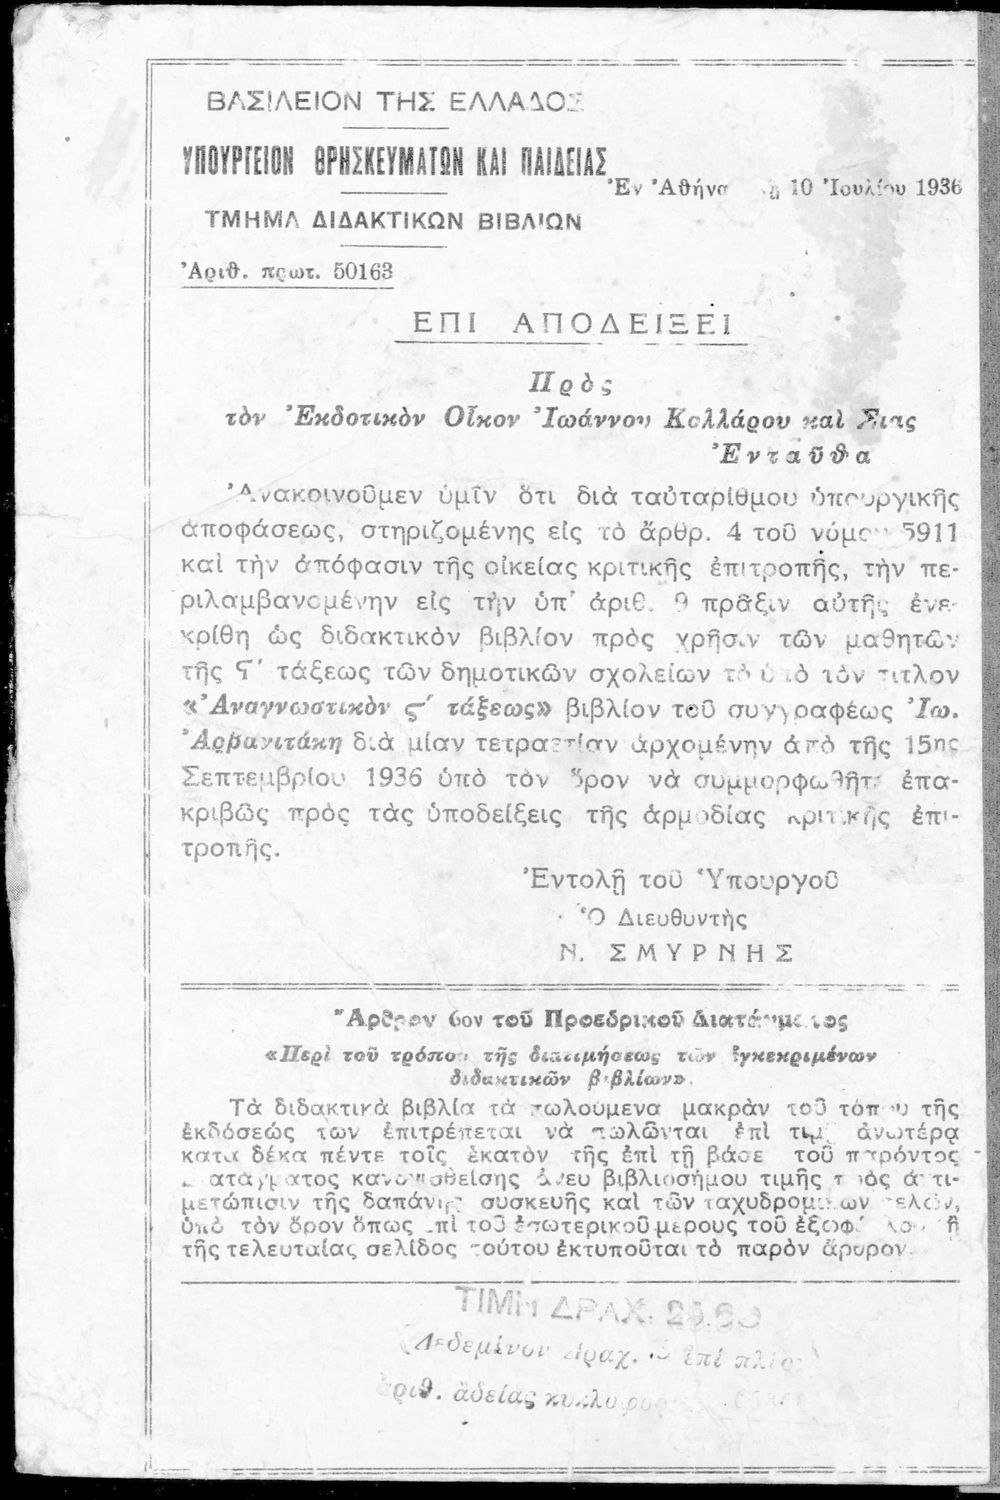 ΒΑΣΙΛΕΙΟΝ ΤΗΣ ΕΛΛΑΔΟΣ
ΥΠΟΥΡΓΕΙΟΝ ΘΡΗΣΚΕΥΜΑΤΩΝ ΚΑΙ ΠΑΙΔΕΙΑΣ
Ἐν Ἀθήνα 10 Ἰουλίου 1936
ΤΜΗΜΑ ΔΙΔΑΚΤΙΚΩΝ ΒΙΒΛΙΩΝ
Ἀριθ. πρωτ. 50163
ΕΠΙ ΑΠΟΔΕΙΞΕΙ
Πρὸς
τὸν Ἐκδοτικὸν Οἶκον Ἰωάννου Κολλάρου καὶ Σιας
Ἐνταῦθα
Ἀνακοινοῦμεν ὑμῖν ὅτι διὰ ταὐταρίθμου ὑπουργικῆς
ἀποφάσεως, στηριζομένης εἰς τὸ ἄρθρ. 4 τοῦ νόμου 5911
καὶ τὴν ἀπόφασιν τῆς οἰκείας κριτικῆς ἐπιτροπῆς, τὴν πε-
ριλαμβανομένην εἰς τὴν ὑπ' ἀριθ. 9 πρᾶξιν αὐτῆς ἐνε-
κρίθη ὡς διδακτικὸν βιβλίον πρὸς χρῆσιν τῶν μαθητῶν
τῆς ϛ΄ τάξεως τῶν δημοτικῶν σχολείων τὸ ὑπὸ τὸν τιτλον
«Ἀναγνωστικὸν ϛ΄ τάξεως» βιβλίον τοῦ συγγραφέως Ἰω.
Ἀρβανιτάκη διὰ μίαν τετραετίαν ἀρχομένην ἀπὸ τῆς 15ης
Σεπτεμβρίου 1936 ὑπὸ τὸν ὅρον νὰ συμμορφωθῆτε ἐπα-
κριβῶς πρὸς τὰς ὑποδείξεις τῆς ἁρμοδίας κριτικῆς ἐπι-
τροπῆς.
Ἐντολῇ τοῦ Ὑπουργοῦ
Ὁ Διευθυντὴς
Ν. ΣΜΥΡΝΗΣ
Ἄρθρον 6ον τοῦ Προεδρικοῦ Διατάγματος
«Περὶ τοῦ τρόπου τῆς διατιμήσεως τῶν ἐγκεκριμένων
διδακτικῶν βιβλίων».
Τὰ διδακτικὰ βιβλία τὰ πωλούμενα μακρὰν τοῦ τόπου τῆς
ἐκδόσεώς των ἐπιτρέπεται νὰ πωλῶνται ἐπὶ τιμῇ ἀνωτέρᾳ
κατὰ δέκα πέντε τοῖς ἑκατὸν τῆς ἐπὶ τῇ βάσει τοῦ παρόντος
Διατάγματος κανονισθείσης ἄνευ βιβλιοσήμου τιμῆς πρὸς ἀντι-
μετώπισιν τῆς δαπάνης συσκευῆς καὶ τῶν ταχυδρομικῶν τελῶν,
ὑπὸ τὸν ὅρον ὅπως ἐπὶ τοῦ ἐσωτερικοῦ μέρους τοῦ ἐξωφύλλου ἢ
τῆς τελευταίας σελίδος τούτου ἐκτυποῦται τὸ παρὸν ἄρθρον.
ΤΙΜΗ ΔΡΑΧ.
(Δεδεμένον Δραχ. ἐπὶ πλέον)
ἀριθ. ἀδείας κυκλοφορ